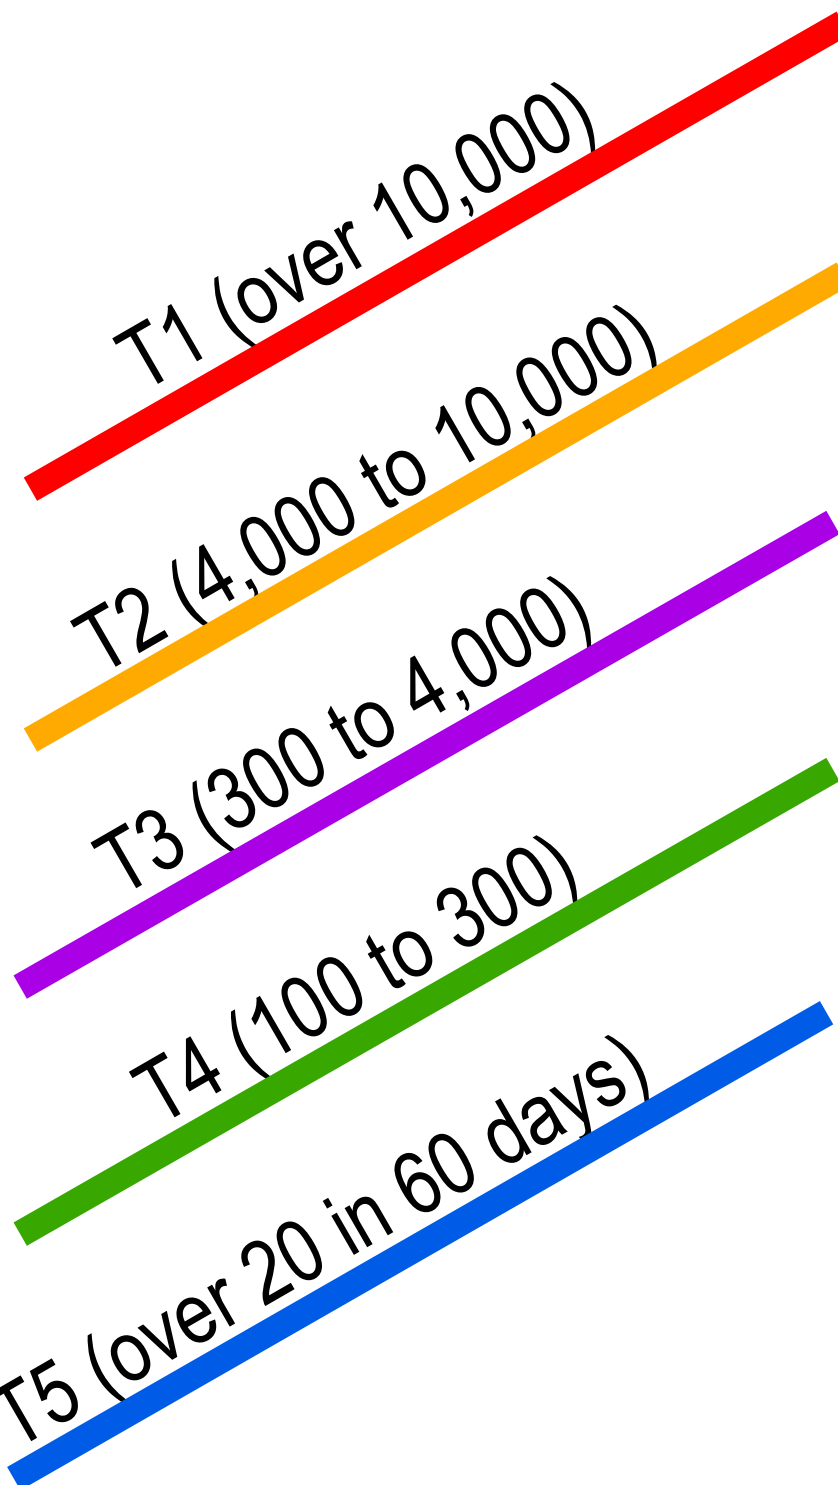 T1 (over 10,000)
T2 (4,000 to 10,000)
T3 (300 to 4,000)
T4 (100 to 300)
T5 (over 20 in 60 days)